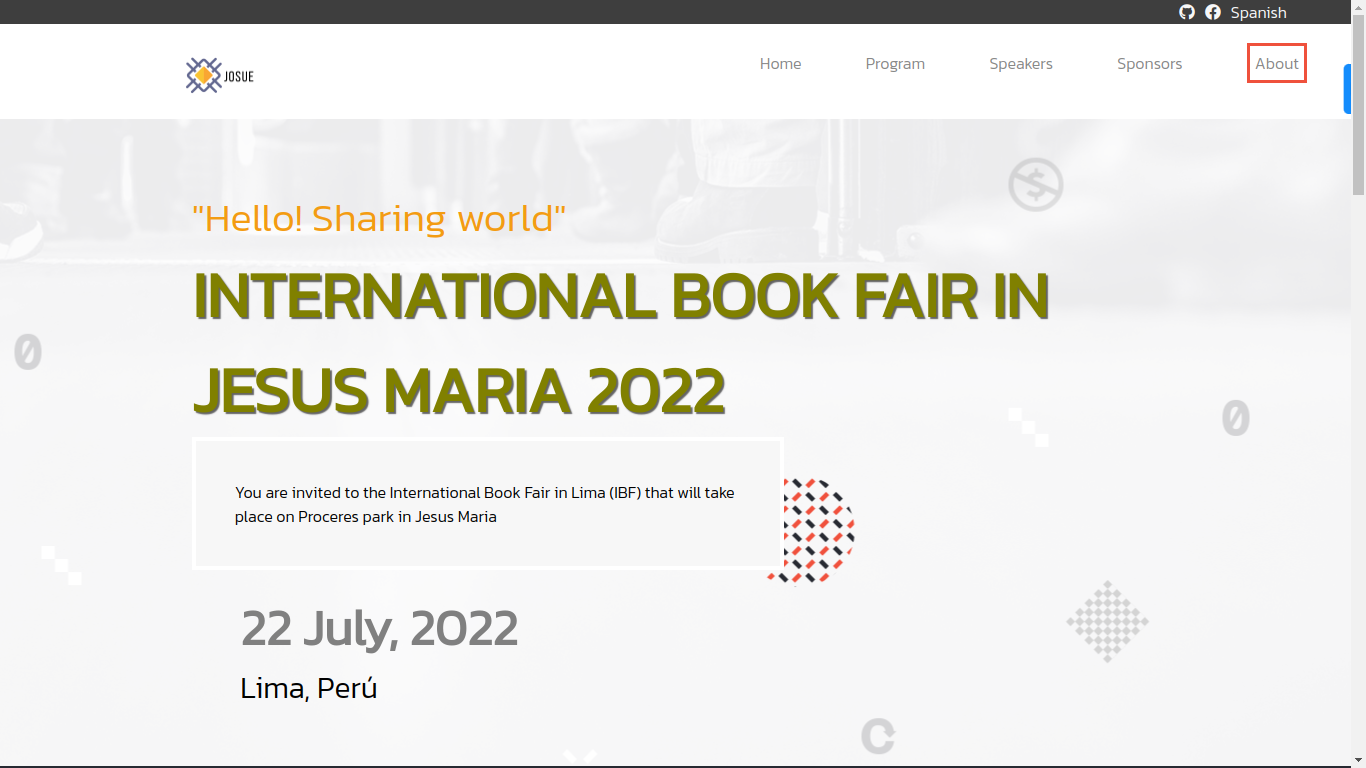 Spanish
JOSUE
Home Program Speakers Sponsors About
"Hello! Sharing world"
INTERNATIONAL BOOK FAIR IN
JESUS MARIA 2022
You are invited to the International Book Fair in Lima (IBF) that will take
place on Proceres park in Jesus Maria
22 July, 2022
Lima, Perú